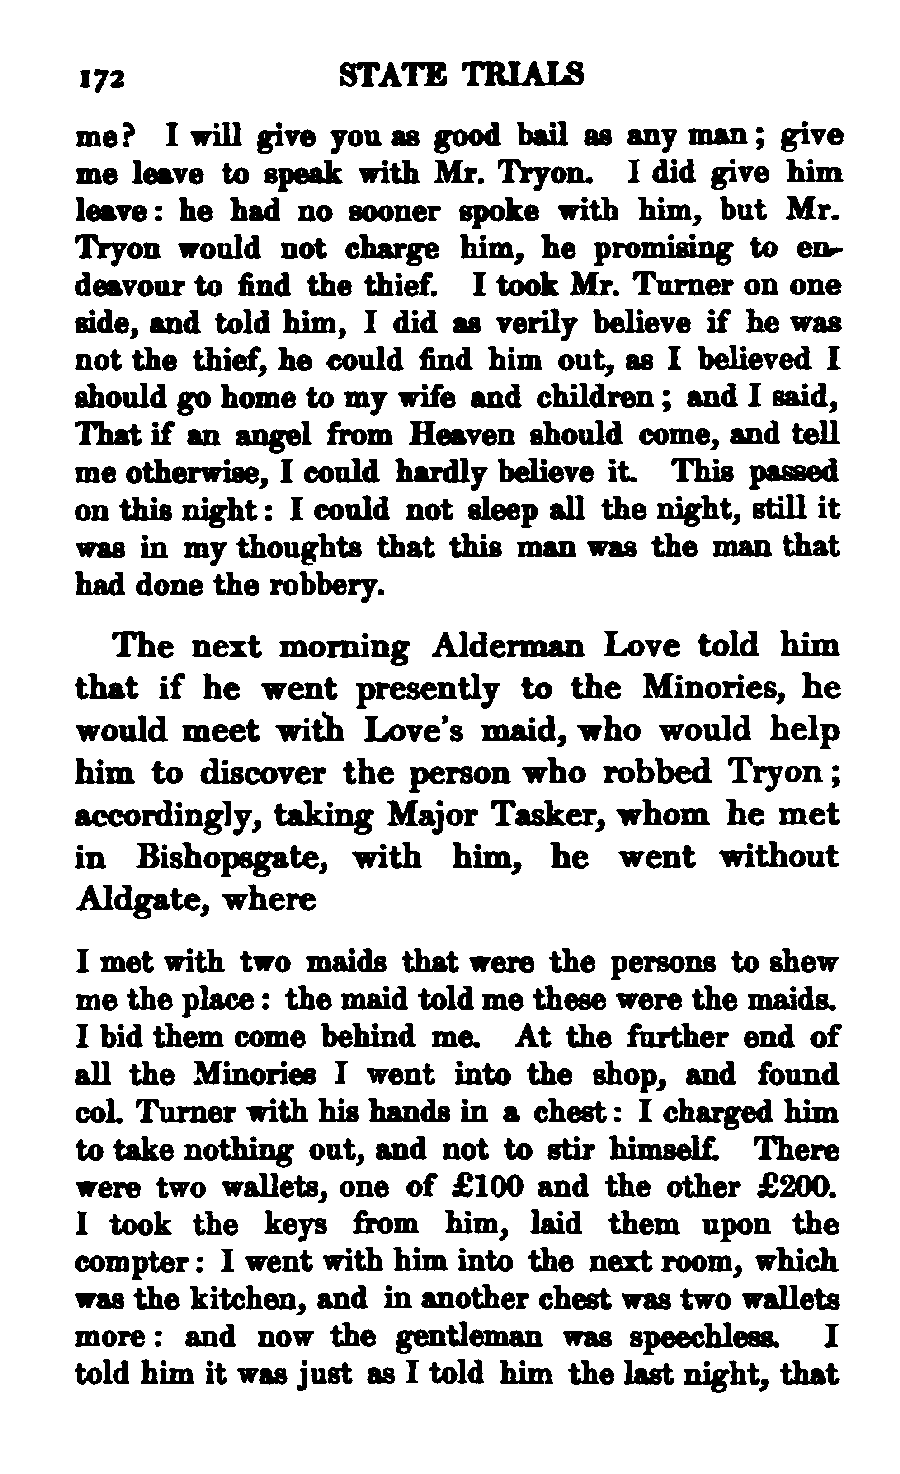 172 STATE TRIALS
me? I will give you as good bail as any man; give
me leave to speak with Mr. Tryon. I did give him
leave: he had no sooner spoke with him, but Mr.
Tryon would not charge him, he promising to en-
deavour to find the thief. I took Mr. Turner on one
side, and told him, I did as verily believe if he was
not the thief, he could find him out, as I believed I
should go home to my wife and children; and I said,
That if an angel from Heaven should come, and tell
me otherwise, I could hardly believe it. This passed
on this night: I could not sleep all the night, still it
was in my thoughts that this man was the man that
had done the robbery.
The next morning Alderman Love told him
that if he went presently to the Minories, he
would meet with Love's maid, who would help
him to discover the person who robbed Tryon;
accordingly, taking Major Tasker, whom he met
in Bishopsgate, with him, he went without
Aldgate, where
I met with two maids that were the persons to shew
me the place: the maid told me these were the maids.
I bid them come behind me. At the further end of
all the Minories I went into the shop, and found
col. Turner with his hands in a chest: I charged him
to take nothing out, and not to stir himself. There
were two wallets, one of £100 and the other £200.
I took the keys from him, laid them upon the
compter: I went with him into the next room, which
was the kitchen, and in another chest was two wallets
more: and now the gentleman was speechless. I
told him it was just as I told him the last night, that